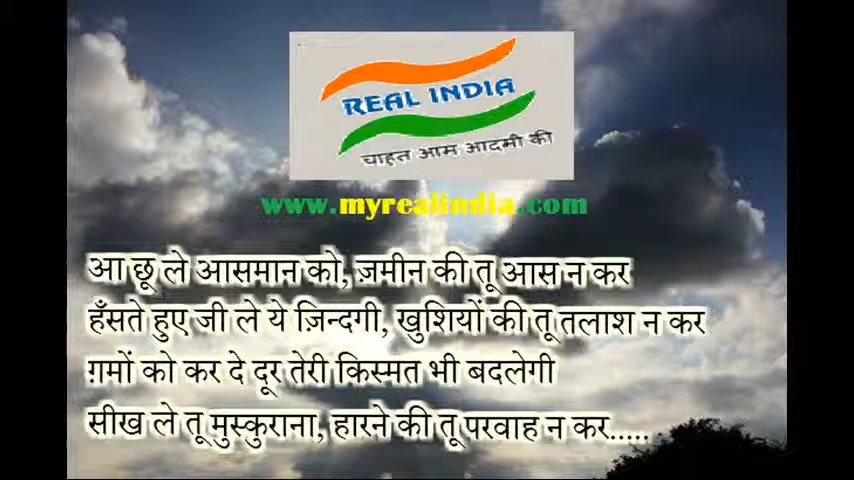 REAL INDIA
चाहत आम आदमी की
www.myrealindia.com
आ छू ले आसमान को, ज़मीन की तू आस न कर
हँसते हुए जी ले ये ज़िन्दगी, खुशियों की तू तलाश न कर
ग़मों को कर दे दूर तेरी किस्मत भी बदलेगी
सीख ले तू मुस्कुराना, हारने की तू परवाह न कर.....